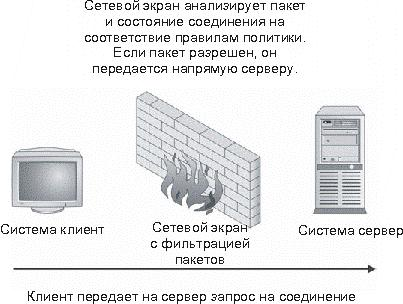 Сетевой экран анализирует пакет
и состояние соединения на
соответствие правилам политики.
Если пакет разрешен, он
передается напрямую серверу.
Система клиент
Сетевой экран
с фильтрацией
пакетов
Система сервер
Клиент передает на сервер запрос на соединение